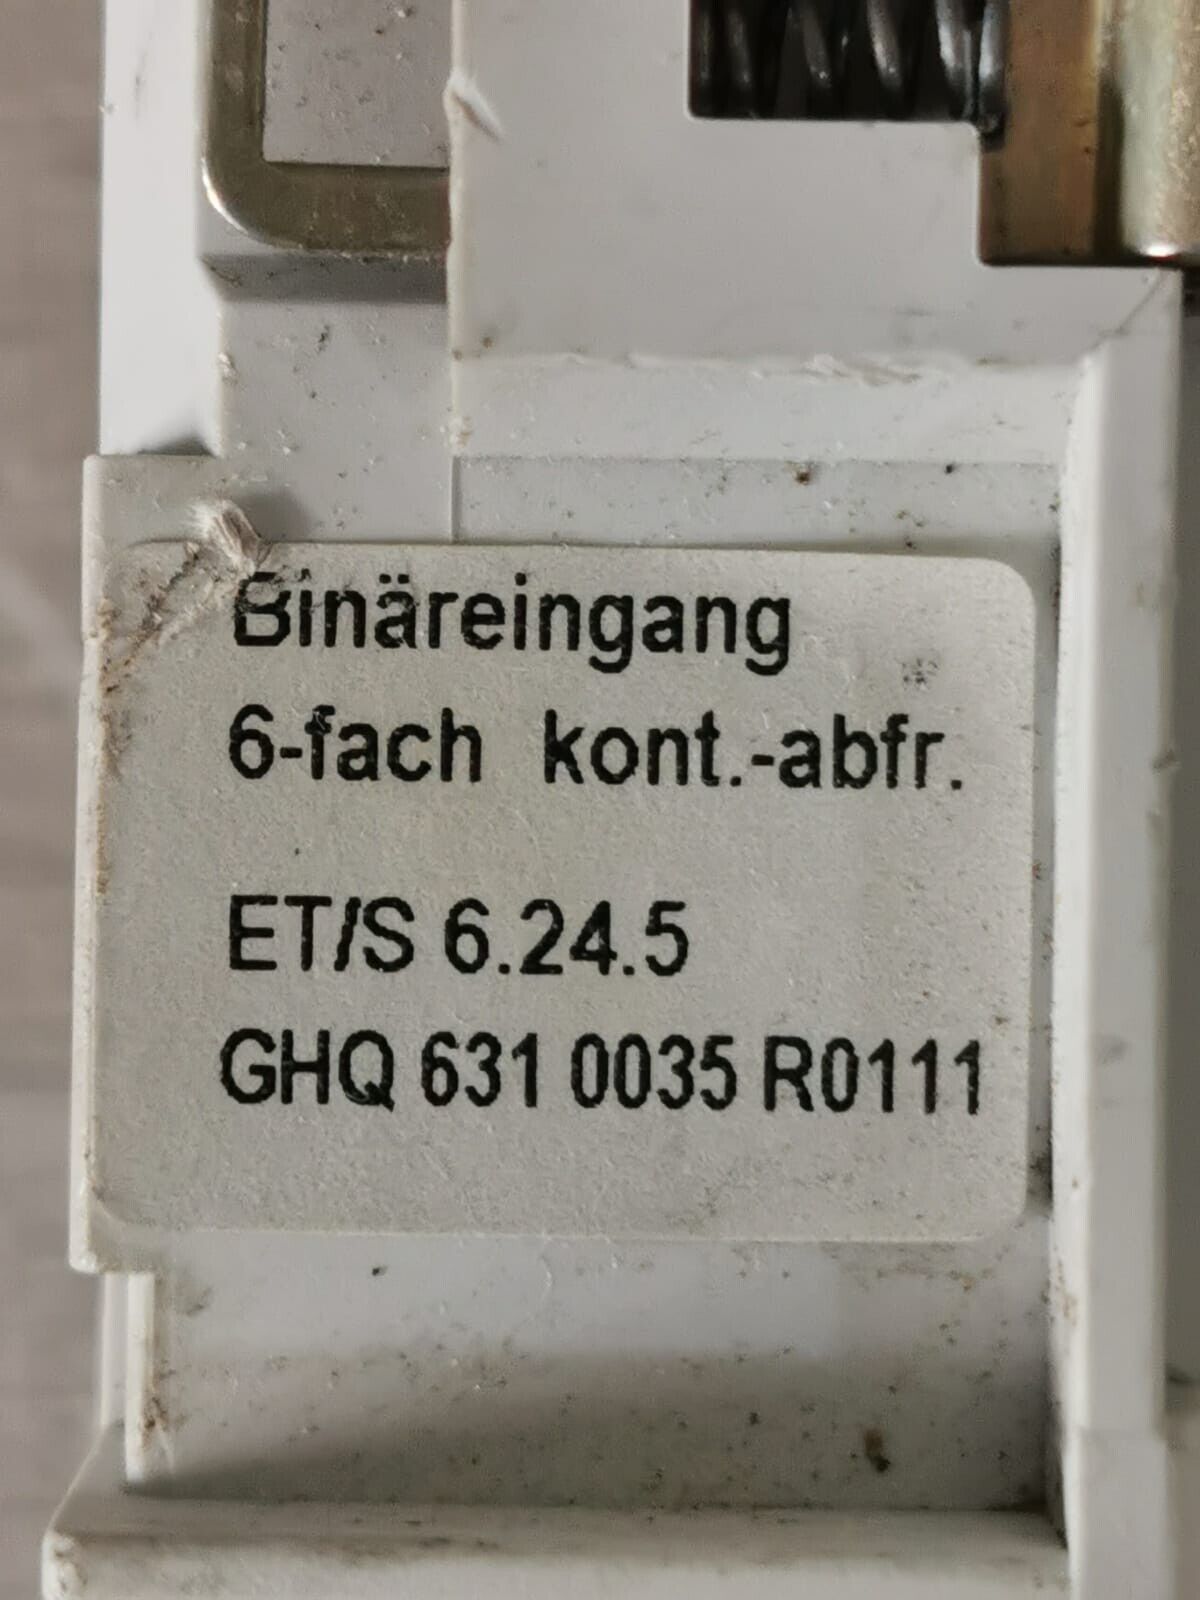 Binäreingang
6-fach kont.-abfr.
ET/S 6.24.5
GHQ 631 0035 R0111